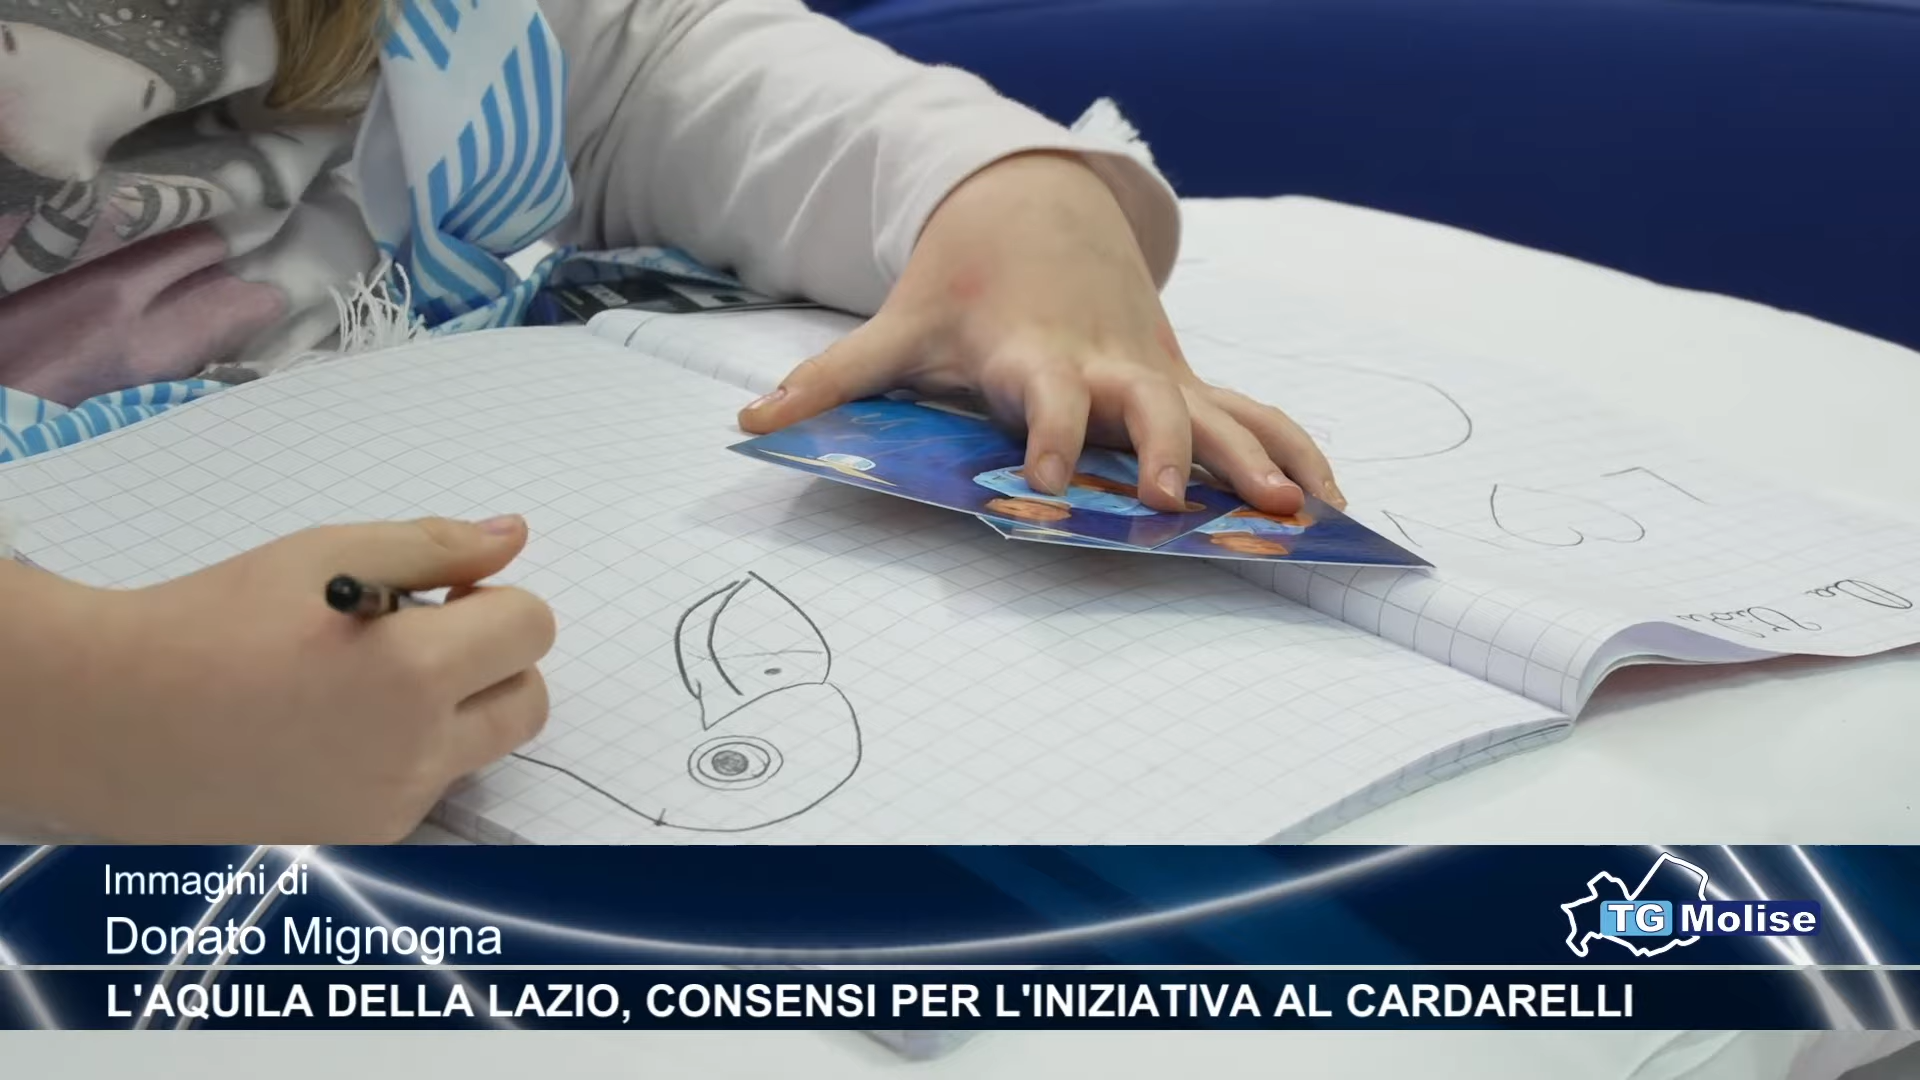 Immagini di
Donato Mignogna
TG Molise
L'AQUILA DELLA LAZIO, CONSENSI PER L'INIZIATIVA AL CARDARELLI